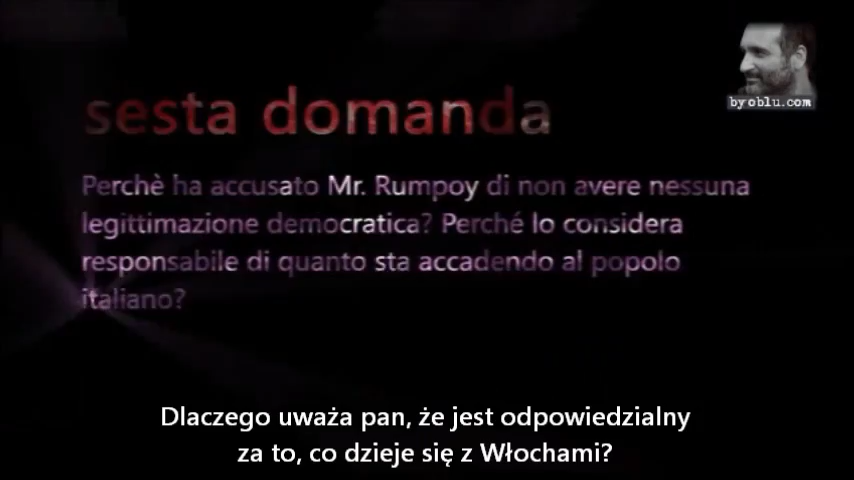 byoblu.com
sesta domanda
Perchè ha accusato Mr. Rumpoy di non avere nessuna
legittimazione democratica? Perché lo considera
responsabile di quanto sta accadendo al popolo
italiano?
Dlaczego uważa pan, że jest odpowiedzialny
za to, co dzieje się z Włochami?